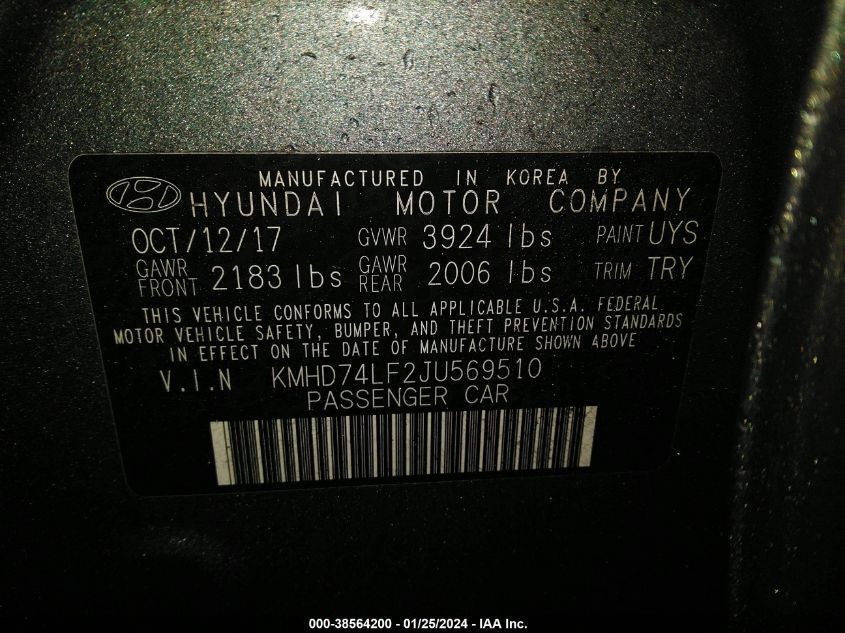 MANUFACTURED IN KOREA BY
HYUNDAI MOTOR COMPANY
OCT/12/17 GVWR 3924 lbs PAINT UYS
GAWR FRONT 2183 lbs GAWR REAR 2006 lbs TRIM TRY
THIS VEHICLE CONFORMS TO ALL APPLICABLE U.S.A. FEDERAL
MOTOR VEHICLE SAFETY, BUMPER, AND THEFT PREVENTION STANDARDS
IN EFFECT ON THE DATE OF MANUFACTURE SHOWN ABOVE
V.I.N KMHD74LF2JU569510
PASSENGER CAR
000-38564200 - 01/25/2024 - IAA Inc.